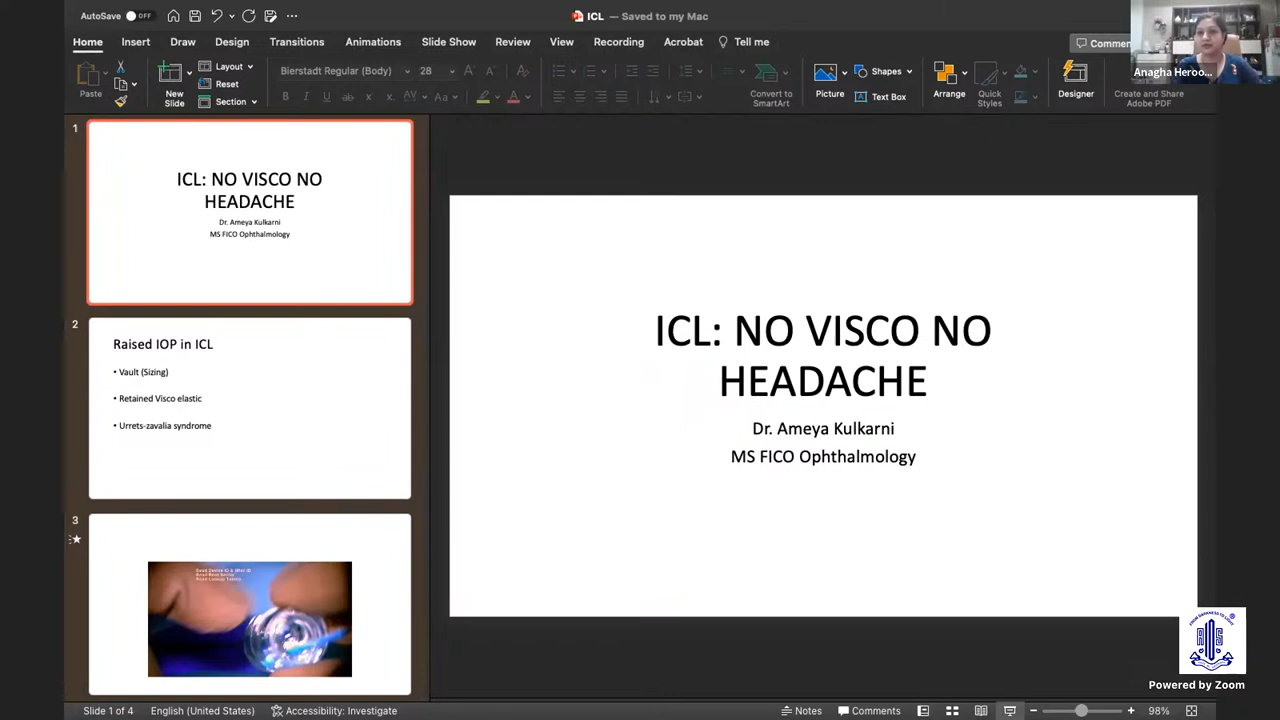 AutoSave OFF
ICL — Saved to my Mac
Home Insert Draw Design Transitions Animations Slide Show Review View Recording Acrobat Tell me
Comments
Anagha Heroo...
Paste
New Slide
Layout
Reset
Section
Bierstadt Regular (Body) 28
Convert to SmartArt
Picture
Shapes
Text Box
Arrange
Quick Styles
Designer
Create and Share Adobe PDF
1
ICL: NO VISCO NO
HEADACHE
Dr. Ameya Kulkarni
MS FICO Ophthalmology
2
Raised IOP in ICL
• Vault (Sizing)
• Retained Visco elastic
• Urrets-zavalia syndrome
3
ICL: NO VISCO NO
HEADACHE
Dr. Ameya Kulkarni
MS FICO Ophthalmology
Powered by Zoom
Slide 1 of 4 English (United States) Accessibility: Investigate
Notes Comments 98%